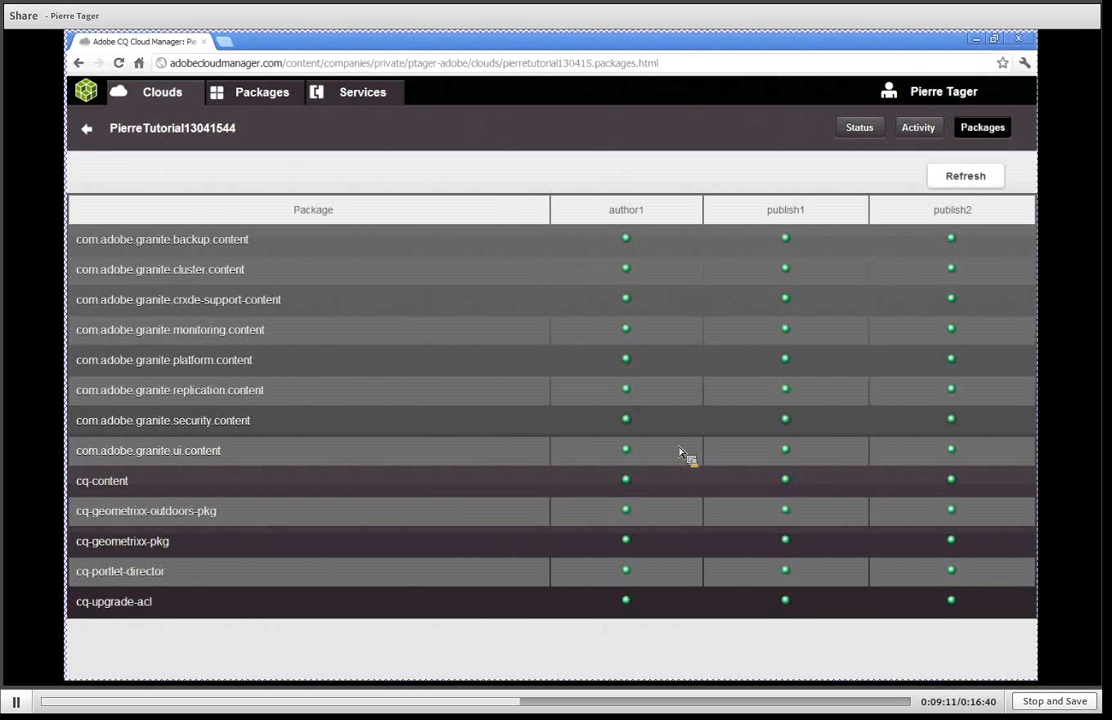 Share - Pierre Tager
Adobe CQ Cloud Manager: Pie
adobecloudmanager.com/content/companies/private/ptager-adobe/clouds/pierretutorial130415.packages.html
Clouds Packages Services Pierre Tager
PierreTutorial13041544 Status Activity Packages
Refresh
Package author1 publish1 publish2
com.adobe.granite.backup.content
com.adobe.granite.cluster.content
com.adobe.granite.crxde-support-content
com.adobe.granite.monitoring.content
com.adobe.granite.platform.content
com.adobe.granite.replication.content
com.adobe.granite.security.content
com.adobe.granite.ui.content
cq-content
cq-geometrixx-outdoors-pkg
cq-geometrixx-pkg
cq-portlet-director
cq-upgrade-acl
0:09:11/0:16:40 Stop and Save